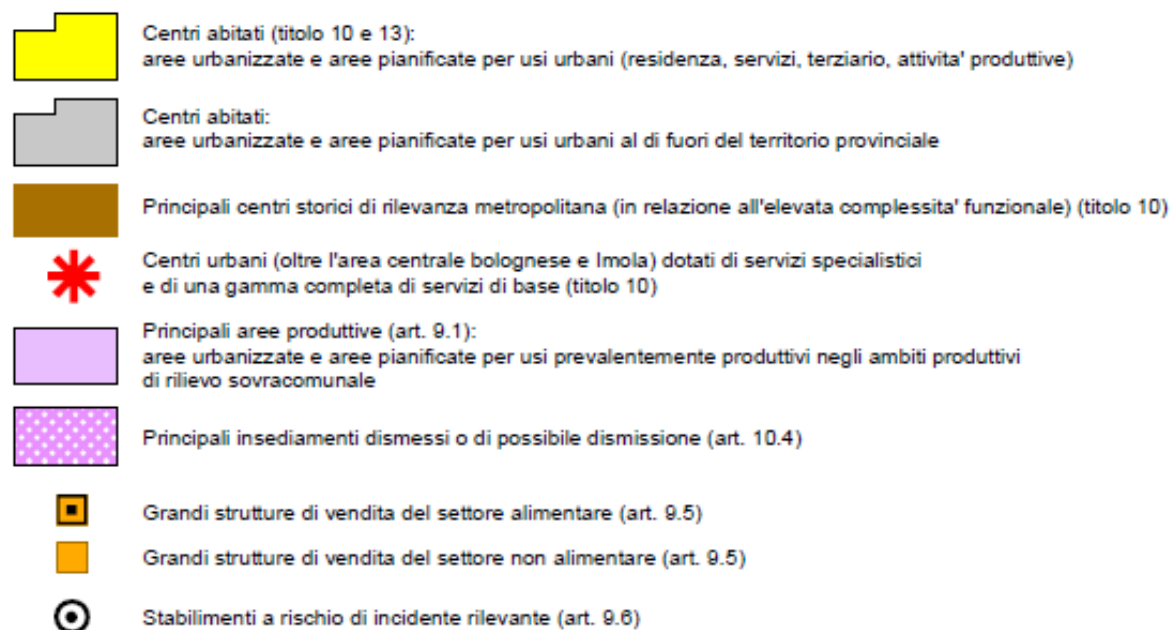 Centri abitati (titolo 10 e 13):
aree urbanizzate e aree pianificate per usi urbani (residenza, servizi, terziario, attivita' produttive)
Centri abitati:
aree urbanizzate e aree pianificate per usi urbani al di fuori del territorio provinciale
Principali centri storici di rilevanza metropolitana (in relazione all'elevata complessita' funzionale) (titolo 10)
Centri urbani (oltre l'area centrale bolognese e Imola) dotati di servizi specialistici
e di una gamma completa di servizi di base (titolo 10)
Principali aree produttive (art. 9.1):
aree urbanizzate e aree pianificate per usi prevalentemente produttivi negli ambiti produttivi
di rilievo sovracomunale
Principali insediamenti dismessi o di possibile dismissione (art. 10.4)
Grandi strutture di vendita del settore alimentare (art. 9.5)
Grandi strutture di vendita del settore non alimentare (art. 9.5)
Stabilimenti a rischio di incidente rilevante (art. 9.6)